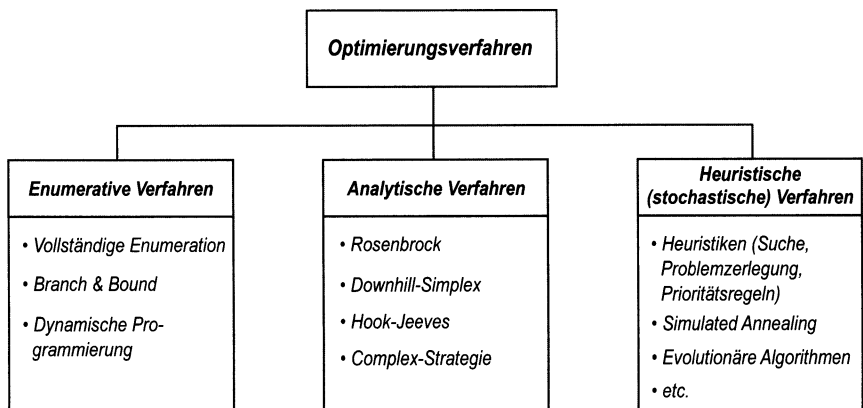 Optimierungsverfahren
Enumerative Verfahren
• Vollständige Enumeration
• Branch & Bound
• Dynamische Pro-
grammierung
Analytische Verfahren
• Rosenbrock
• Downhill-Simplex
• Hook-Jeeves
• Complex-Strategie
Heuristische
(stochastische) Verfahren
• Heuristiken (Suche,
Problemzerlegung,
Prioritätsregeln)
• Simulated Annealing
• Evolutionäre Algorithmen
• etc.